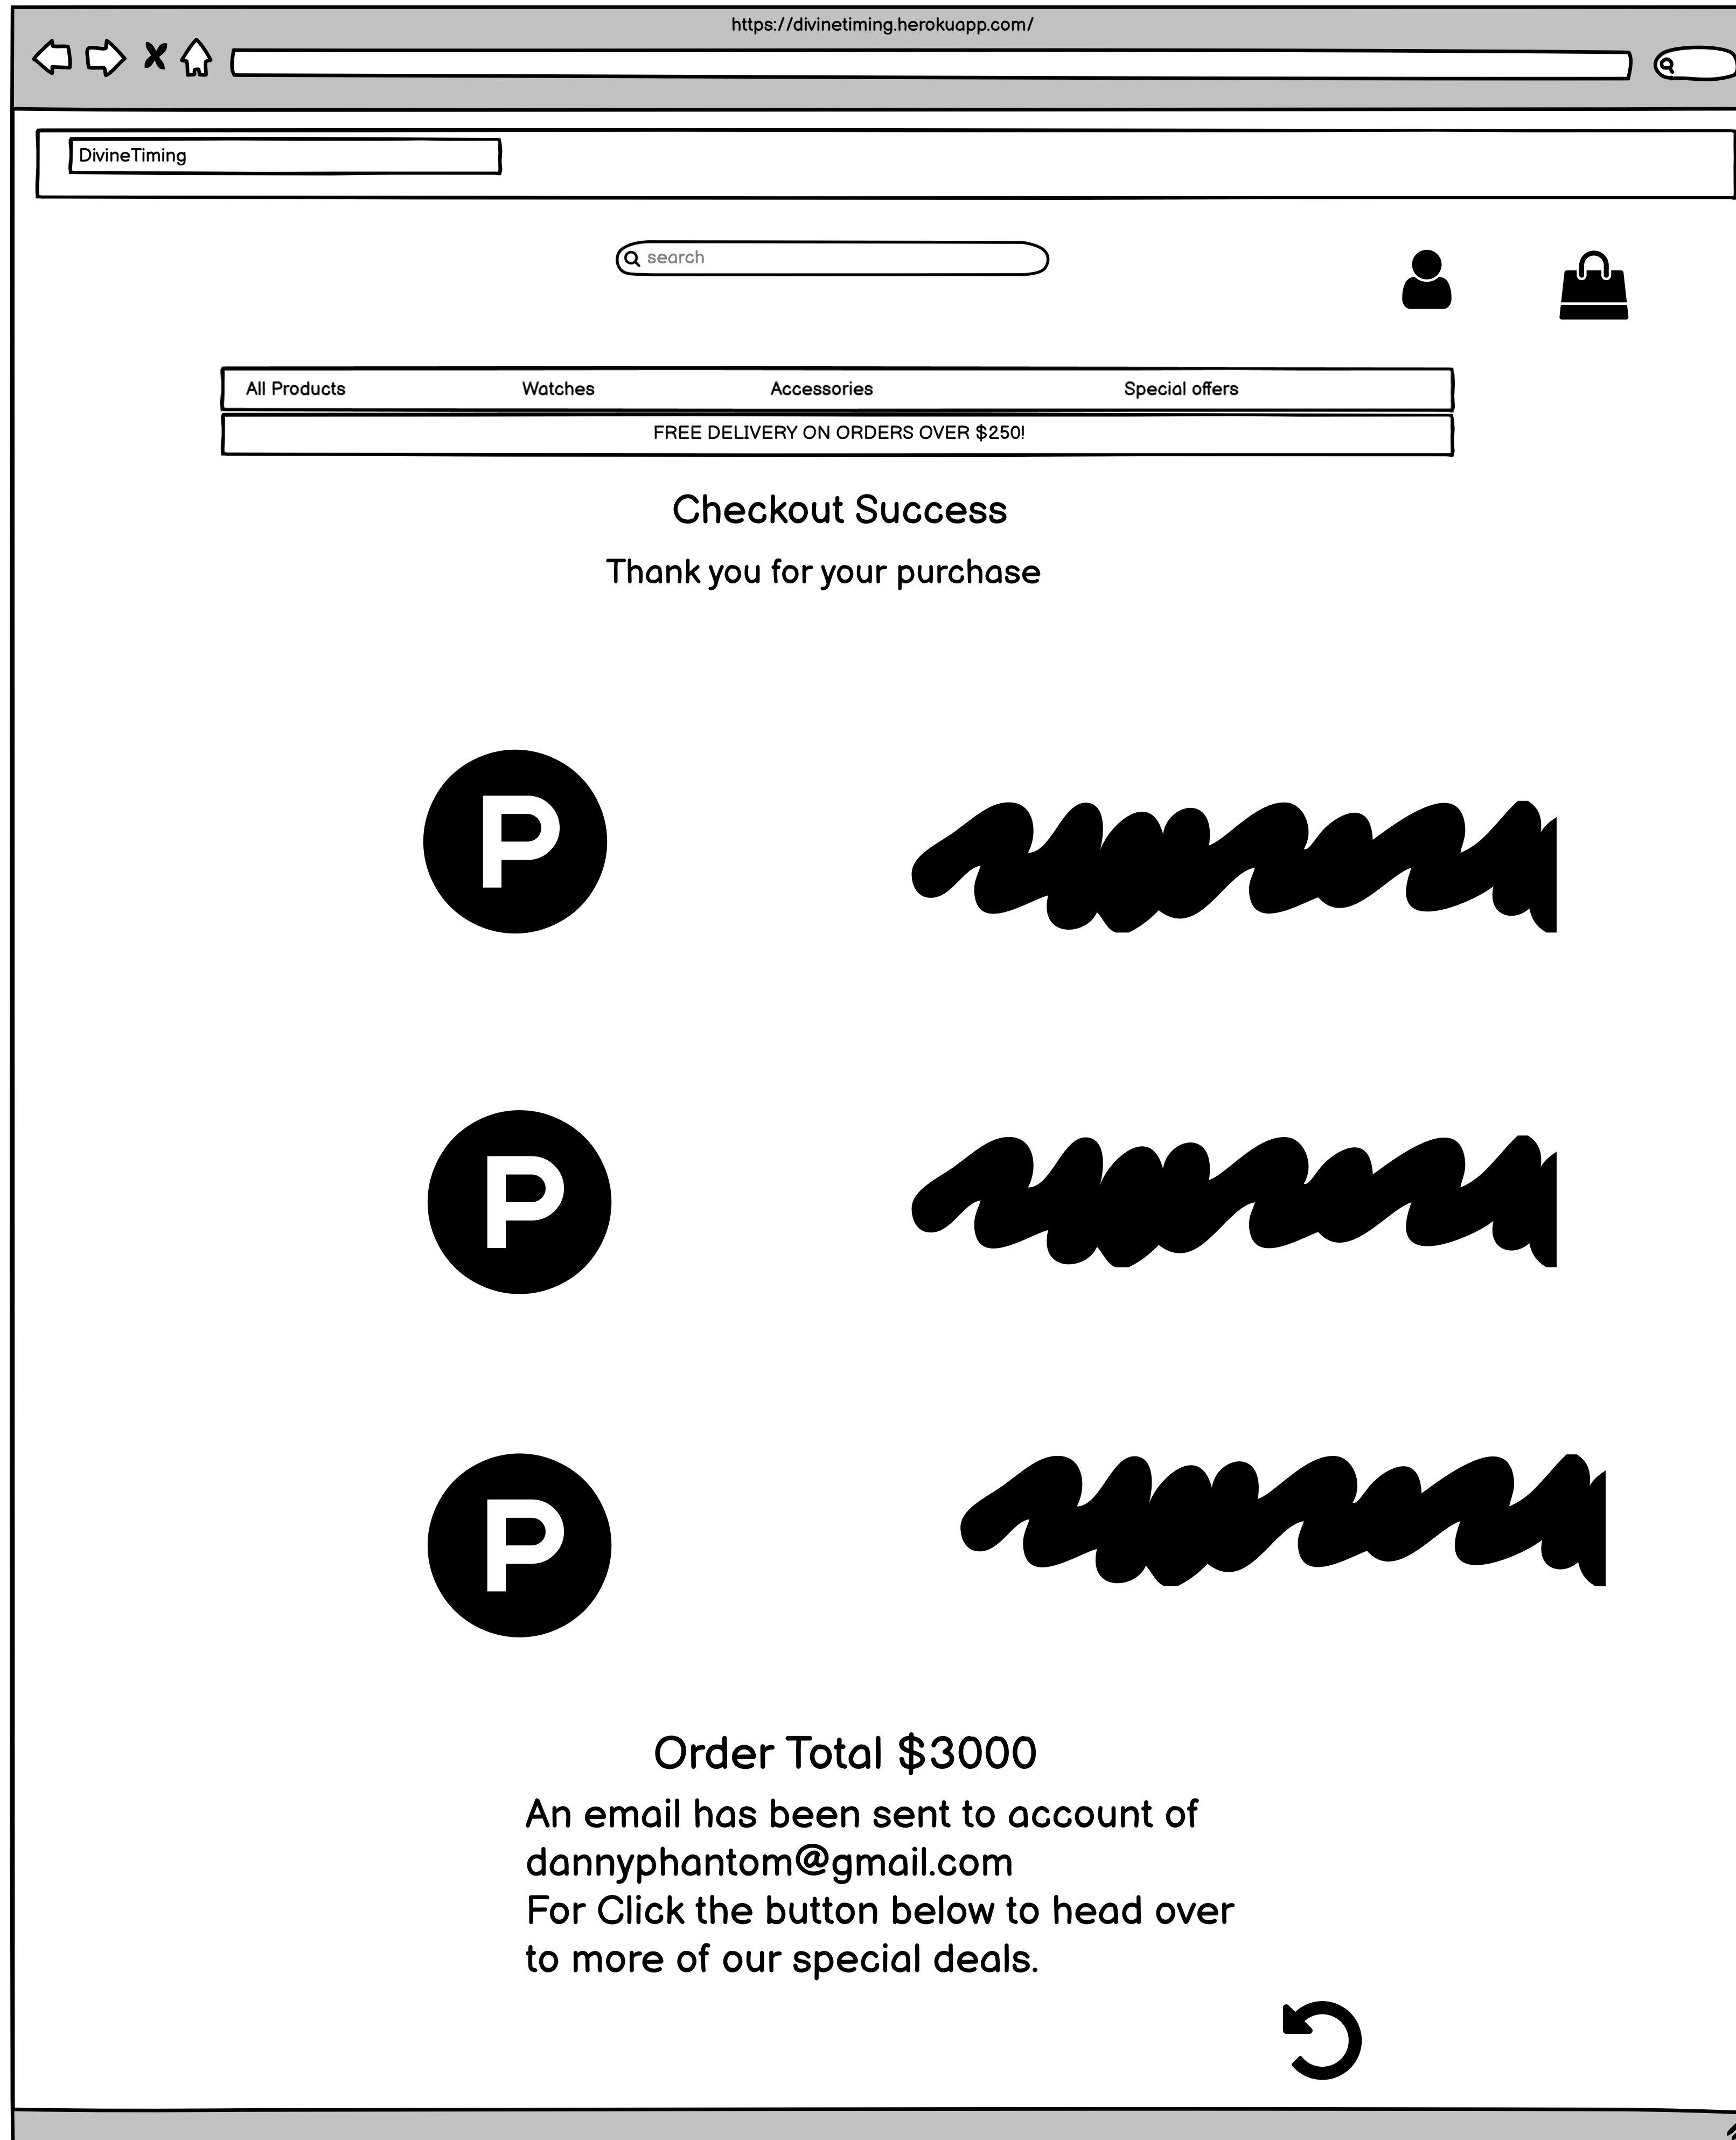 https://divinetiming.herokuapp.com/
DivineTiming
search
All Products Watches Accessories Special offers
FREE DELIVERY ON ORDERS OVER $250!
Checkout Success
Thank you for your purchase
P
P
P
Order Total $3000
An email has been sent to account of
dannyphantom@gmail.com
For Click the button below to head over
to more of our special deals.